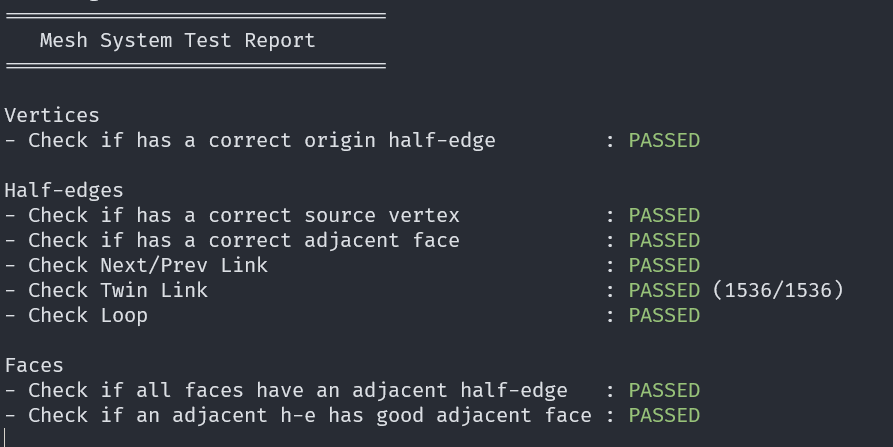 Mesh System Test Report
Vertices
- Check if has a correct origin half-edge : PASSED
Half-edges
- Check if has a correct source vertex : PASSED
- Check if has a correct adjacent face : PASSED
- Check Next/Prev Link : PASSED
- Check Twin Link : PASSED (1536/1536)
- Check Loop : PASSED
Faces
- Check if all faces have an adjacent half-edge : PASSED
- Check if an adjacent h-e has good adjacent face : PASSED